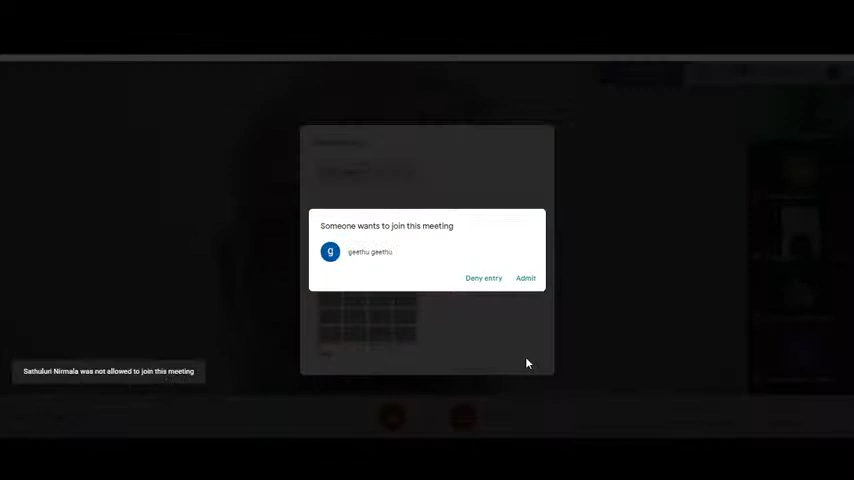 Someone wants to join this meeting
g
geethu geethu
Deny entry Admit
Sathuluri Nirmala was not allowed to join this meeting